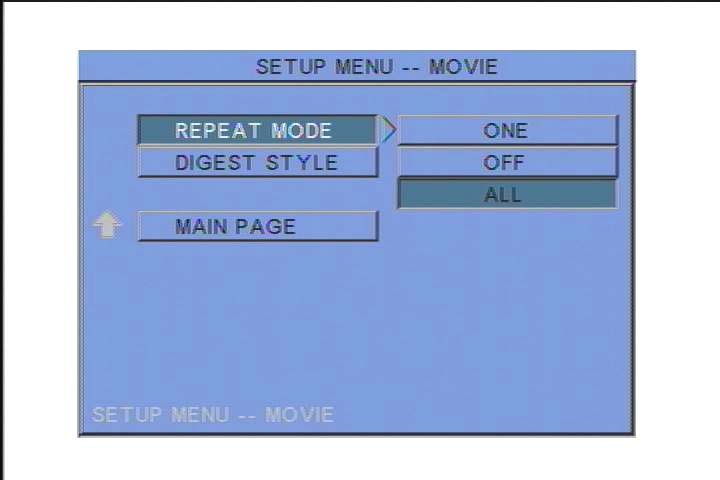 SETUP MENU -- MOVIE
REPEAT MODE
ONE
DIGEST STYLE
OFF
ALL
MAIN PAGE
SETUP MENU -- MOVIE